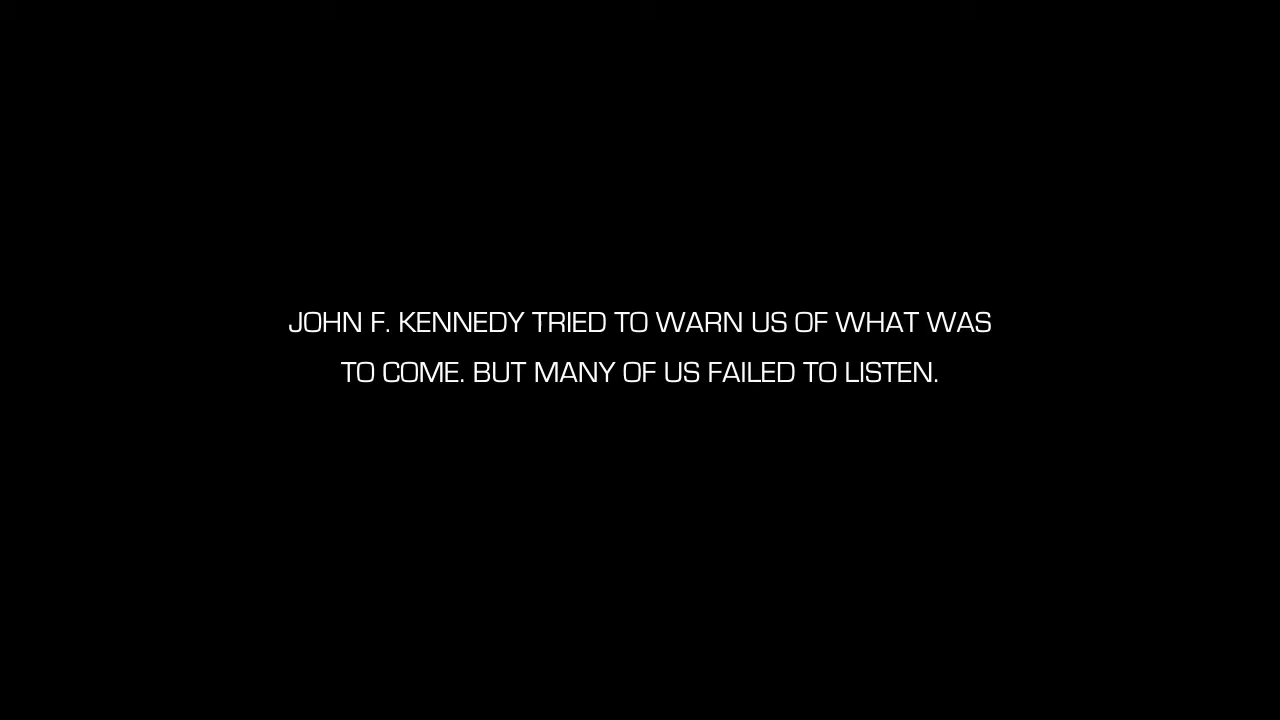 JOHN F. KENNEDY TRIED TO WARN US OF WHAT WAS
TO COME. BUT MANY OF US FAILED TO LISTEN.